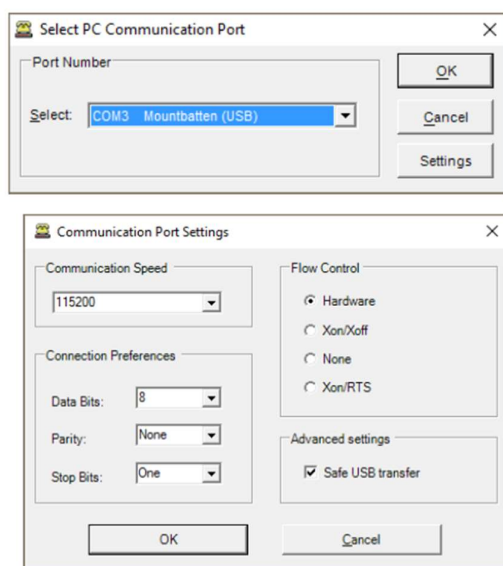 Select PC Communication Port
Port Number
Select: COM3 Mountbatten (USB)
OK
Cancel
Settings
Communication Port Settings
Communication Speed
115200
Connection Preferences
Data Bits: 8
Parity: None
Stop Bits: One
Flow Control
Hardware
Xon/Xoff
None
Xon/RTS
Advanced settings
Safe USB transfer
OK
Cancel